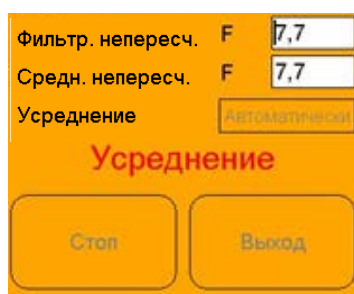 Фильтр. непересч. F 7,7
Средн. непересч. F 7,7
Усреднение Автоматически
Усреднение
Стоп Выход